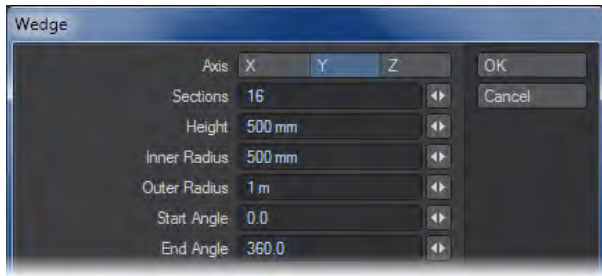 Wedge
Axis X Y Z OK
Sections 16 Cancel
Height 500 mm
Inner Radius 500 mm
Outer Radius 1 m
Start Angle 0.0
End Angle 360.0